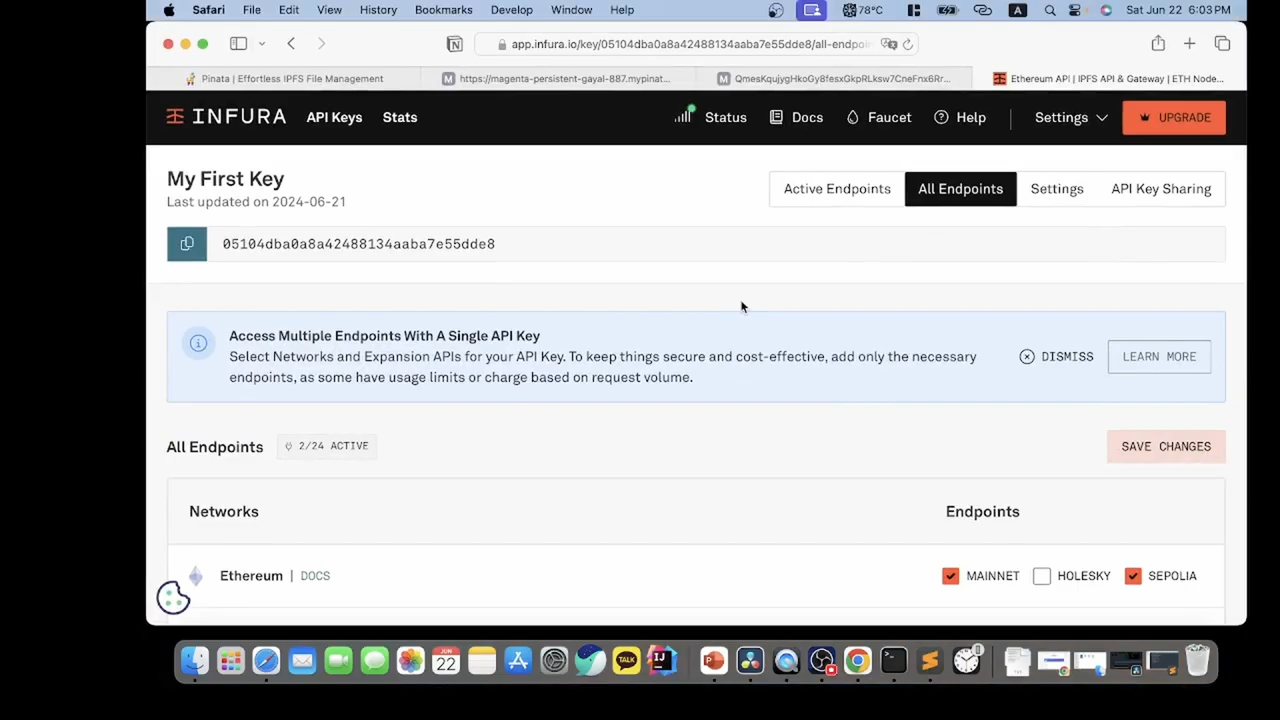 Safari File Edit View History Bookmarks Develop Window Help 78°C A Sat Jun 22 6:03 PM
app.infura.io/key/05104dba0a8a42488134aaba7e55dde8/all-endpoi
Pinata | Effortless IPFS File Management https://magenta-persistent-gayal-887.mypinat... QmesKqujygHkoGy8fesxGkpRLksw7CneFnx6Rr... Ethereum API | IPFS API & Gateway | ETH Node...
INFURA API Keys Stats Status Docs Faucet Help Settings UPGRADE
My First Key
Last updated on 2024-06-21
Active Endpoints All Endpoints Settings API Key Sharing
05104dba0a8a42488134aaba7e55dde8
Access Multiple Endpoints With A Single API Key
Select Networks and Expansion APIs for your API Key. To keep things secure and cost-effective, add only the necessary
endpoints, as some have usage limits or charge based on request volume.
DISMISS LEARN MORE
All Endpoints 2/24 ACTIVE SAVE CHANGES
Networks Endpoints
Ethereum | DOCS MAINNET HOLESKY SEPOLIA
JUN
22
TALK
IJ